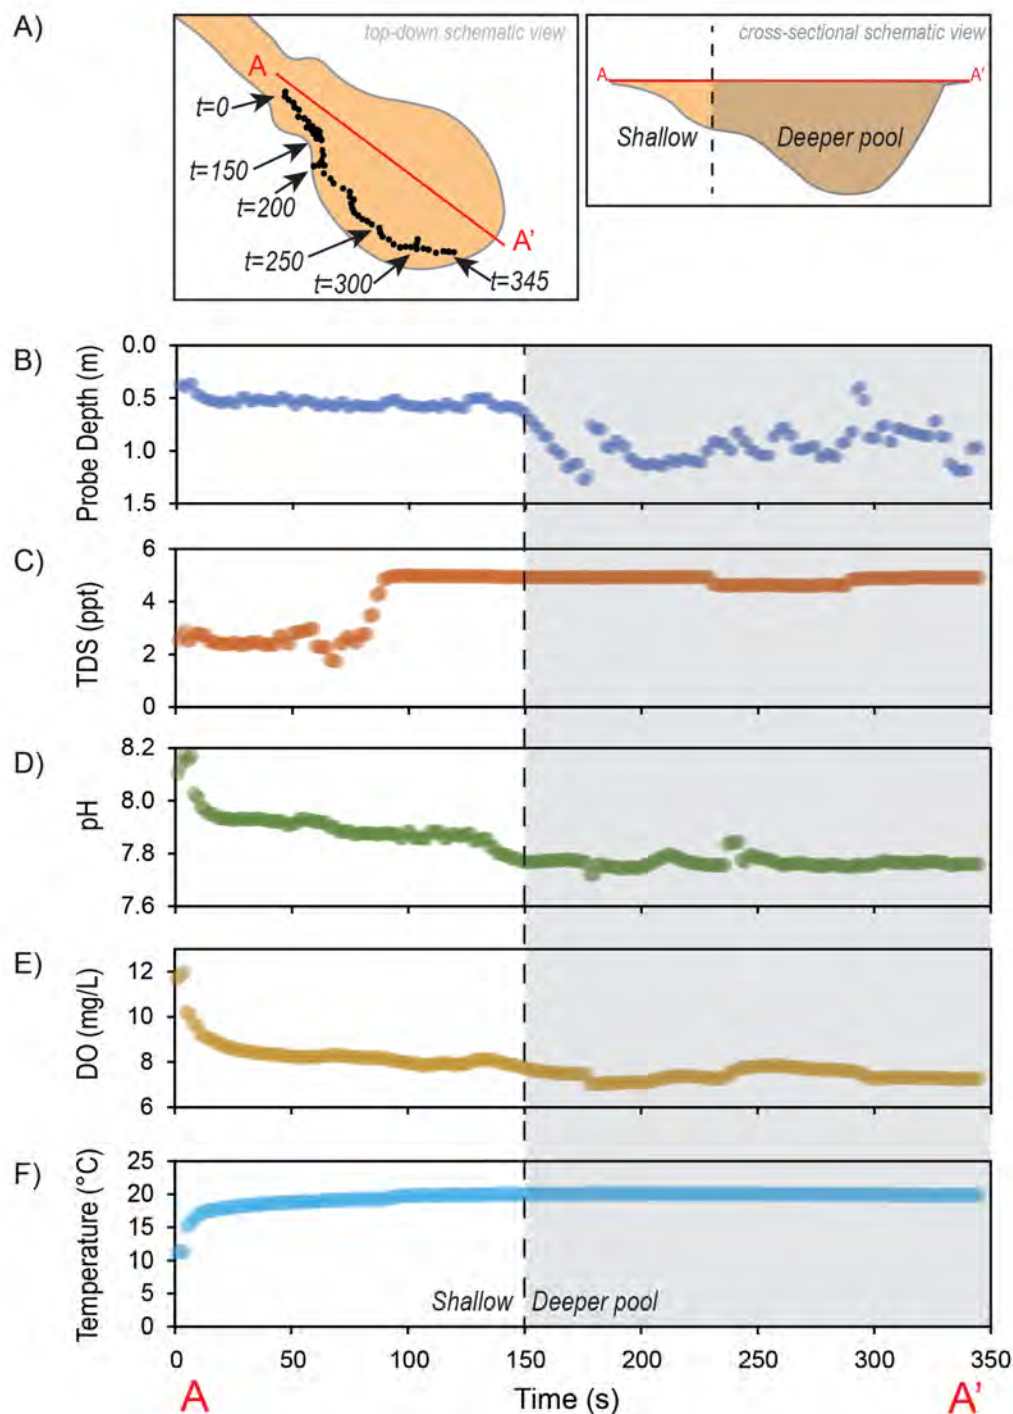 A)
top-down schematic view
A
t=0
t=150
t=200
t=250
t=300
t=345
A'
cross-sectional schematic view
A
A'
Shallow
Deeper pool
B)
Probe Depth (m)
0.0
0.5
1.0
1.5
C)
TDS (ppt)
6
4
2
0
D)
pH
8.2
8.0
7.8
7.6
E)
DO (mg/L)
12
10
8
6
F)
Temperature (°C)
25
20
15
10
5
0
Shallow
Deeper pool
0 50 100 150 200 250 300 350
A
Time (s)
A'